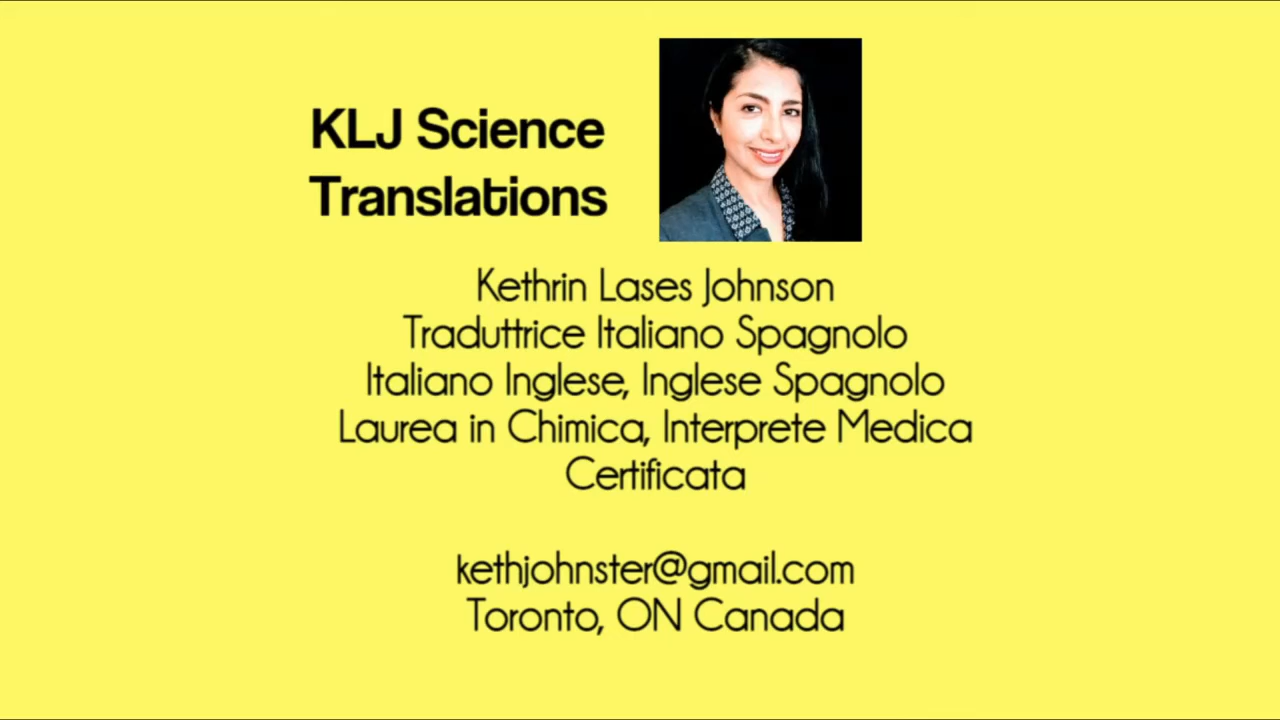 KLJ Science
Translations
Kethrin Lases Johnson
Traduttrice Italiano Spagnolo
Italiano Inglese, Inglese Spagnolo
Laurea in Chimica, Interprete Medica
Certificata
kethjohnster@gmail.com
Toronto, ON Canada